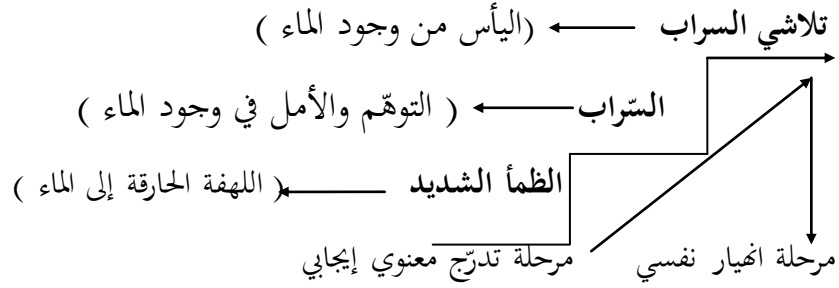 تلاشي السراب (اليأس من وجود الماء )
السّراب ( التوهّم والأمل في وجود الماء )
الظمأ الشديد ( اللهفة الحارقة إلى الماء )
مرحلة انهيار نفسي مرحلة تدرّج معنوي إيجابي